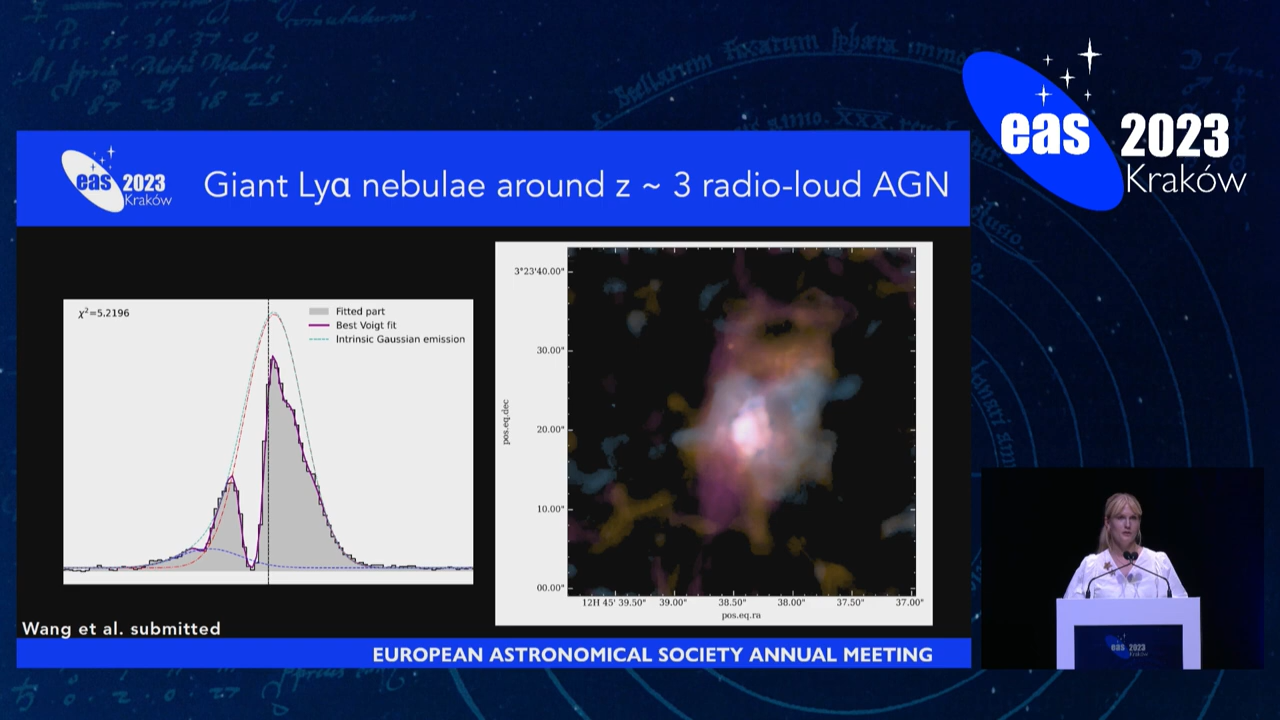 eas 2023
Kraków
eas 2023
Kraków
Giant Lyα nebulae around z ~ 3 radio-loud AGN
χ²=5.2196
Fitted part
Best Voigt fit
Intrinsic Gaussian emission
3°23'40.00"
30.00"
20.00"
10.00"
00.00"
pos.eq.dec
12H 45' 39.50" 39.00" 38.50" 38.00" 37.50" 37.00"
pos.eq.ra
Wang et al. submitted
EUROPEAN ASTRONOMICAL SOCIETY ANNUAL MEETING
eas 2023